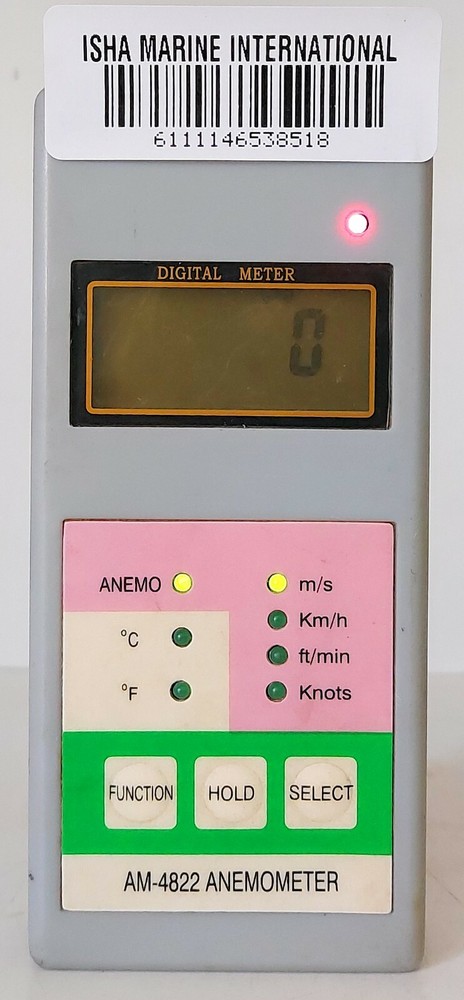 ISHA MARINE INTERNATIONAL
6111146538518
DIGITAL METER
0
ANEMO
m/s
Km/h
°C
ft/min
°F
Knots
FUNCTION
HOLD
SELECT
AM-4822 ANEMOMETER